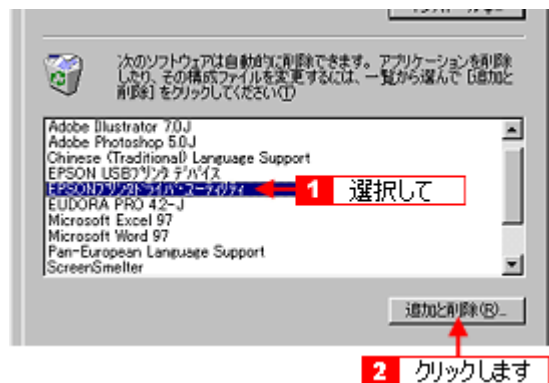 次のソフトウェアは自動的に削除できます。アプリケーションを削除
したり、その構成ファイルを変更するには、一覧から選んで [追加と
削除] をクリックしてください(T)
Adobe Illustrator 7.0J
Adobe Photoshop 5.0J
Chinese (Traditional) Language Support
EPSON USBプリンタ デバイス
EPSONプリンタドライバ・ユーティリティ
1 選択して
EUDORA PRO 4.2-J
Microsoft Excel 97
Microsoft Word 97
Pan-European Language Support
ScreenSmelter
追加と削除(R)...
2 クリックします